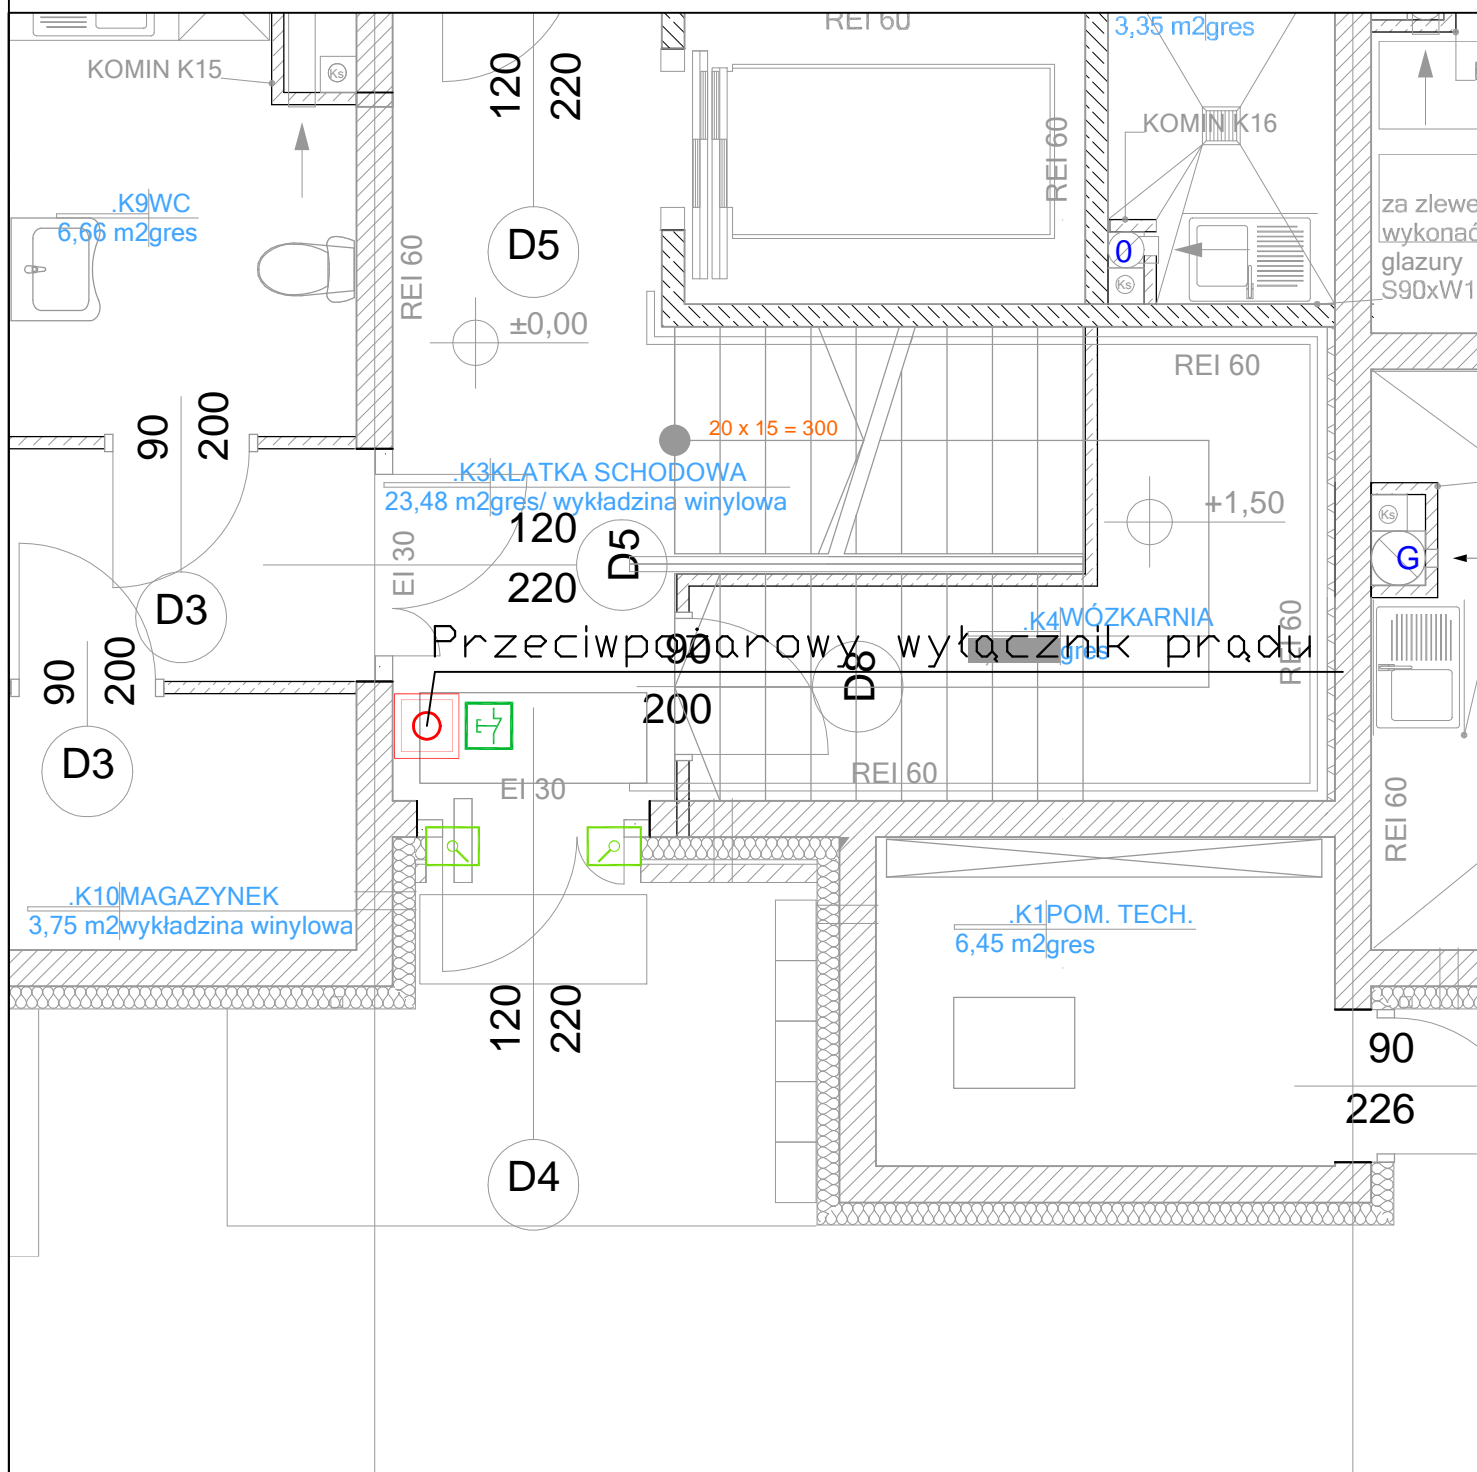 REI 60
3,35 m2gres
KOMIN K15
Ks
120
220
REI 60
KOMIN K16
.K9WC
6,66 m2gres
D5
REI 60
0
Ks
za zlewe
wykonać
glazury
S90xW1
±0,00
REI 60
90
200
20 x 15 = 300
.K3KLATKA SCHODOWA
23,48 m2gres/ wykładzina winylowa
+1,50
Ks
G
120
220
D5
EI 30
D3
.K4WÓZKARNIA
gres
REI 60
Przeciwpożarowy wyłącznik prądu
90
200
D8
90
200
D3
REI 60
EI 30
REI 60
.K10MAGAZYNEK
3,75 m2wykładzina winylowa
.K1POM. TECH.
6,45 m2gres
120
220
90
226
D4